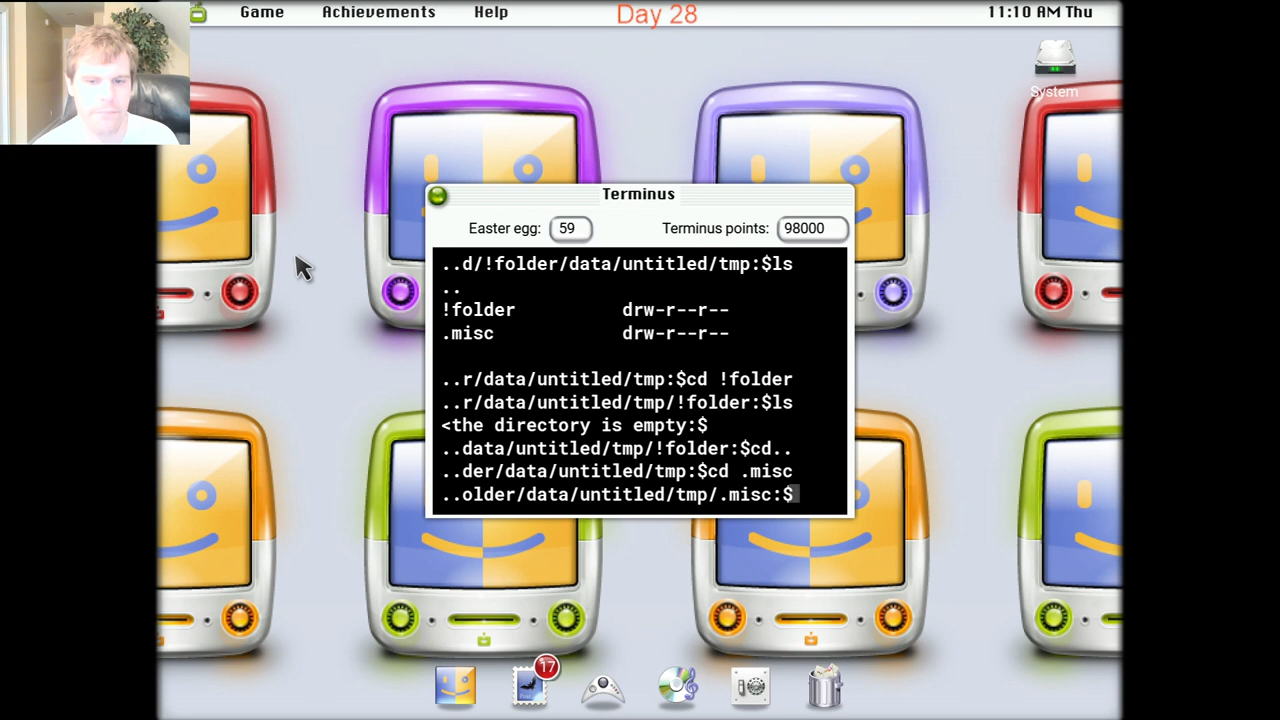 Game Achievements Help Day 28 11:10 AM Thu
System
Terminus
Easter egg: 59 Terminus points: 98000
..d/!folder/data/untitled/tmp:$ls
..
!folder drw-r--r--
.misc drw-r--r--
..r/data/untitled/tmp:$cd !folder
..r/data/untitled/tmp/!folder:$ls
<the directory is empty:$
..data/untitled/tmp/!folder:$cd..
..der/data/untitled/tmp:$cd .misc
..older/data/untitled/tmp/.misc:$
17